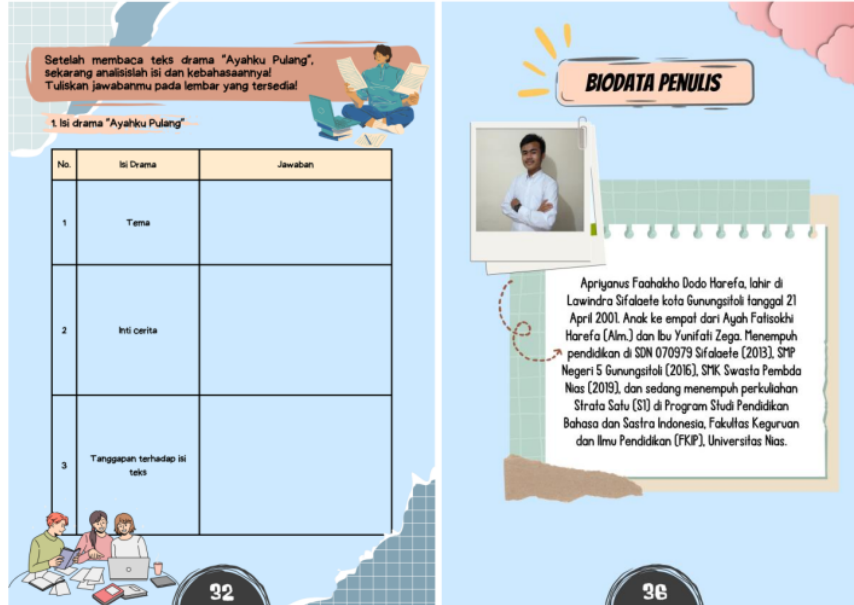 Setelah membaca teks drama "Ayahku Pulang",
sekarang analisislah isi dan kebahasaannya!
Tuliskan jawabanmu pada lembar yang tersedia!
1. Isi drama "Ayahku Pulang"
No.
Isi Drama
Jawaban
1
Tema
2
Inti cerita
3
Tanggapan terhadap isi
teks
32
BIODATA PENULIS
Apriyanus Faahakho Dodo Harefa, lahir di
Lawindra Sifalaete kota Gunungsitoli tanggal 21
April 2001. Anak ke empat dari Ayah Fatisokhi
Harefa (Alm.) dan Ibu Yunifati Zega. Menempuh
pendidikan di SDN 070979 Sifalaete (2013), SMP
Negeri 5 Gunungsitoli (2016), SMK Swasta Pembda
Nias (2019), dan sedang menempuh perkuliahan
Strata Satu (S1) di Program Studi Pendidikan
Bahasa dan Sastra Indonesia, Fakultas Keguruan
dan Ilmu Pendidikan (FKIP), Universitas Nias.
36